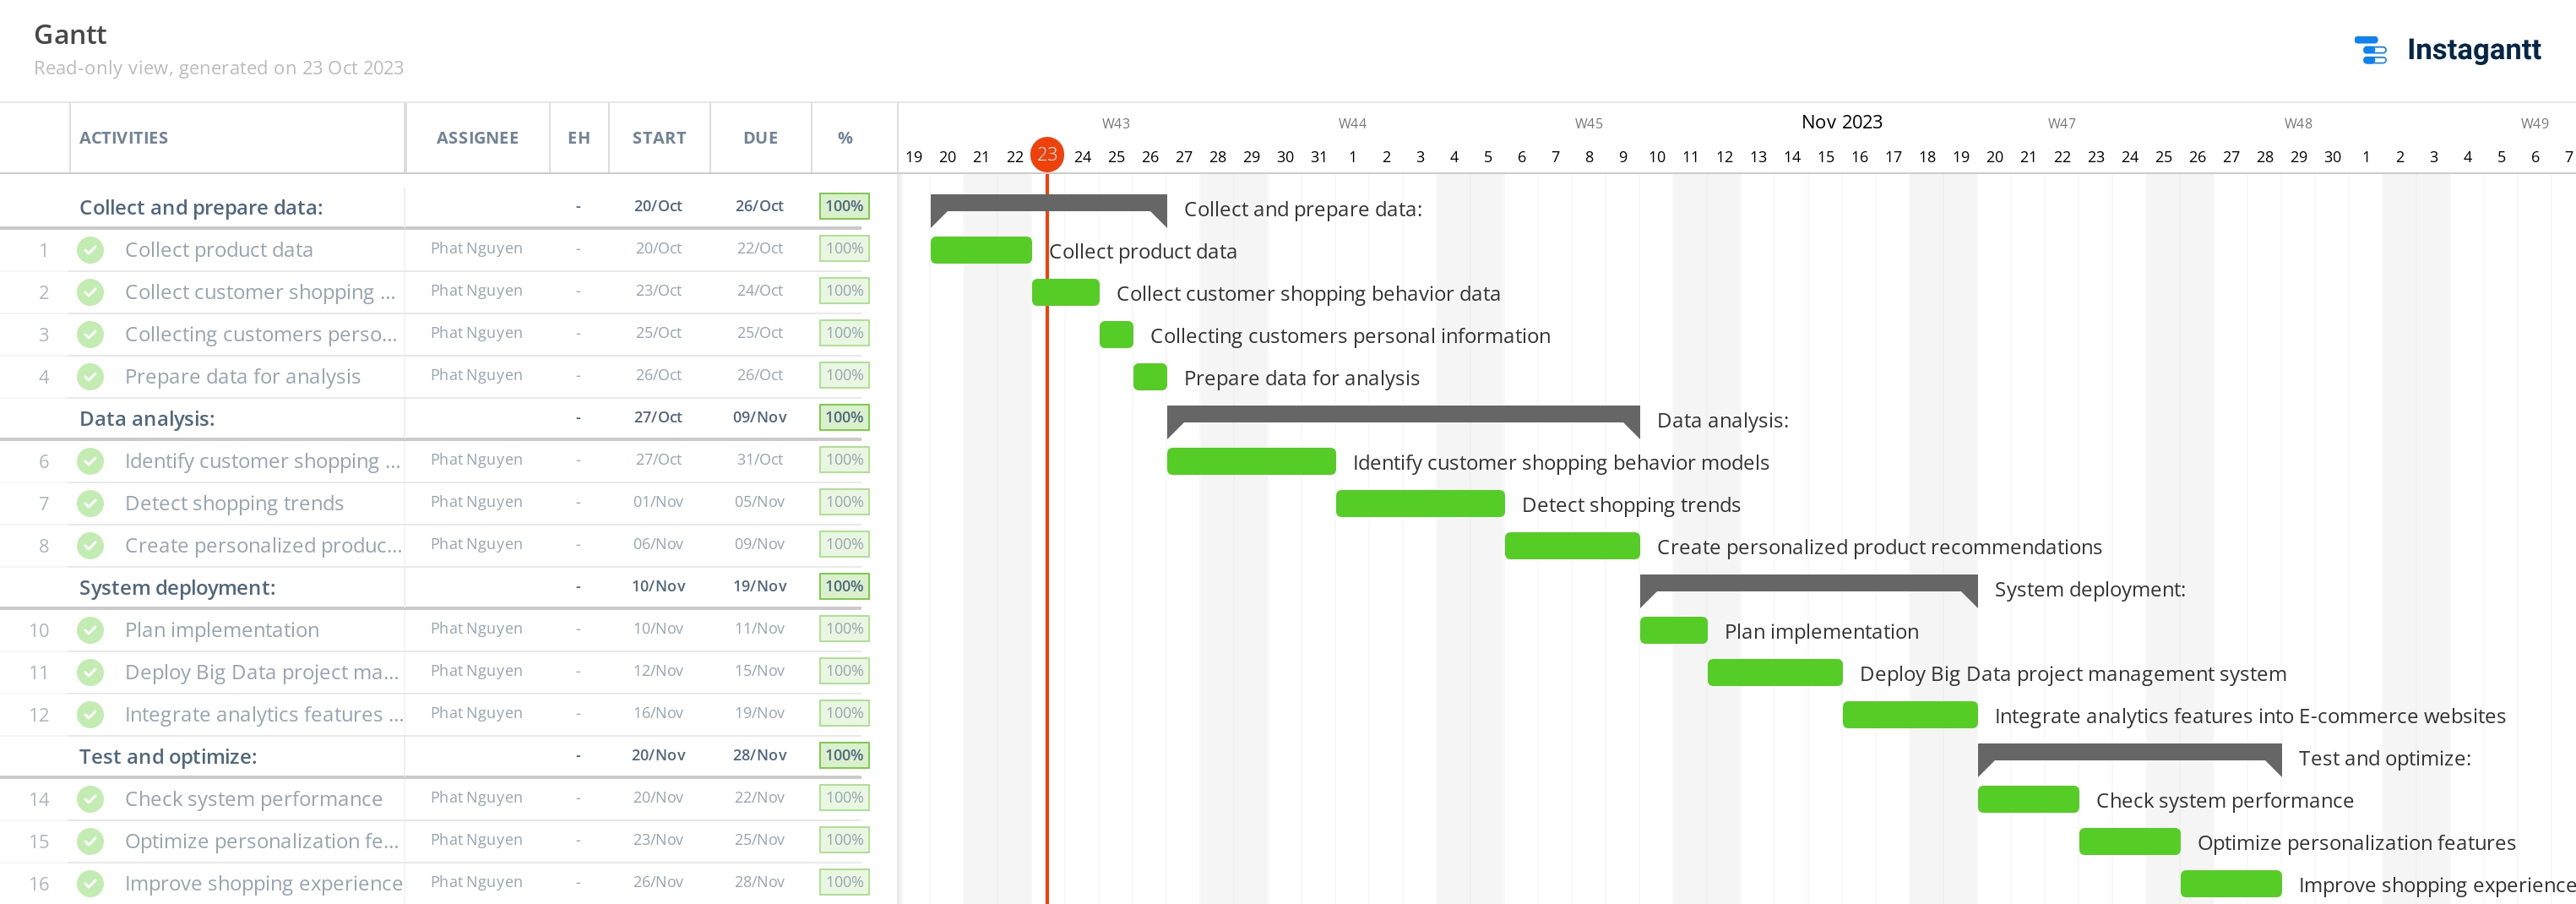 Gantt
Read-only view, generated on 23 Oct 2023
Instagantt
ACTIVITIES ASSIGNEE EH START DUE %
W43 W44 W45 Nov 2023 W47 W48 W49
19 20 21 22 23 24 25 26 27 28 29 30 31 1 2 3 4 5 6 7 8 9 10 11 12 13 14 15 16 17 18 19 20 21 22 23 24 25 26 27 28 29 30 1 2 3 4 5 6 7
Collect and prepare data: - 20/Oct 26/Oct 100% Collect and prepare data:
1 Collect product data Phat Nguyen - 20/Oct 22/Oct 100% Collect product data
2 Collect customer shopping ... Phat Nguyen - 23/Oct 24/Oct 100% Collect customer shopping behavior data
3 Collecting customers perso... Phat Nguyen - 25/Oct 25/Oct 100% Collecting customers personal information
4 Prepare data for analysis Phat Nguyen - 26/Oct 26/Oct 100% Prepare data for analysis
Data analysis: - 27/Oct 09/Nov 100% Data analysis:
6 Identify customer shopping ... Phat Nguyen - 27/Oct 31/Oct 100% Identify customer shopping behavior models
7 Detect shopping trends Phat Nguyen - 01/Nov 05/Nov 100% Detect shopping trends
8 Create personalized produc... Phat Nguyen - 06/Nov 09/Nov 100% Create personalized product recommendations
System deployment: - 10/Nov 19/Nov 100% System deployment:
10 Plan implementation Phat Nguyen - 10/Nov 11/Nov 100% Plan implementation
11 Deploy Big Data project ma... Phat Nguyen - 12/Nov 15/Nov 100% Deploy Big Data project management system
12 Integrate analytics features ... Phat Nguyen - 16/Nov 19/Nov 100% Integrate analytics features into E-commerce websites
Test and optimize: - 20/Nov 28/Nov 100% Test and optimize:
14 Check system performance Phat Nguyen - 20/Nov 22/Nov 100% Check system performance
15 Optimize personalization fe... Phat Nguyen - 23/Nov 25/Nov 100% Optimize personalization features
16 Improve shopping experience Phat Nguyen - 26/Nov 28/Nov 100% Improve shopping experience